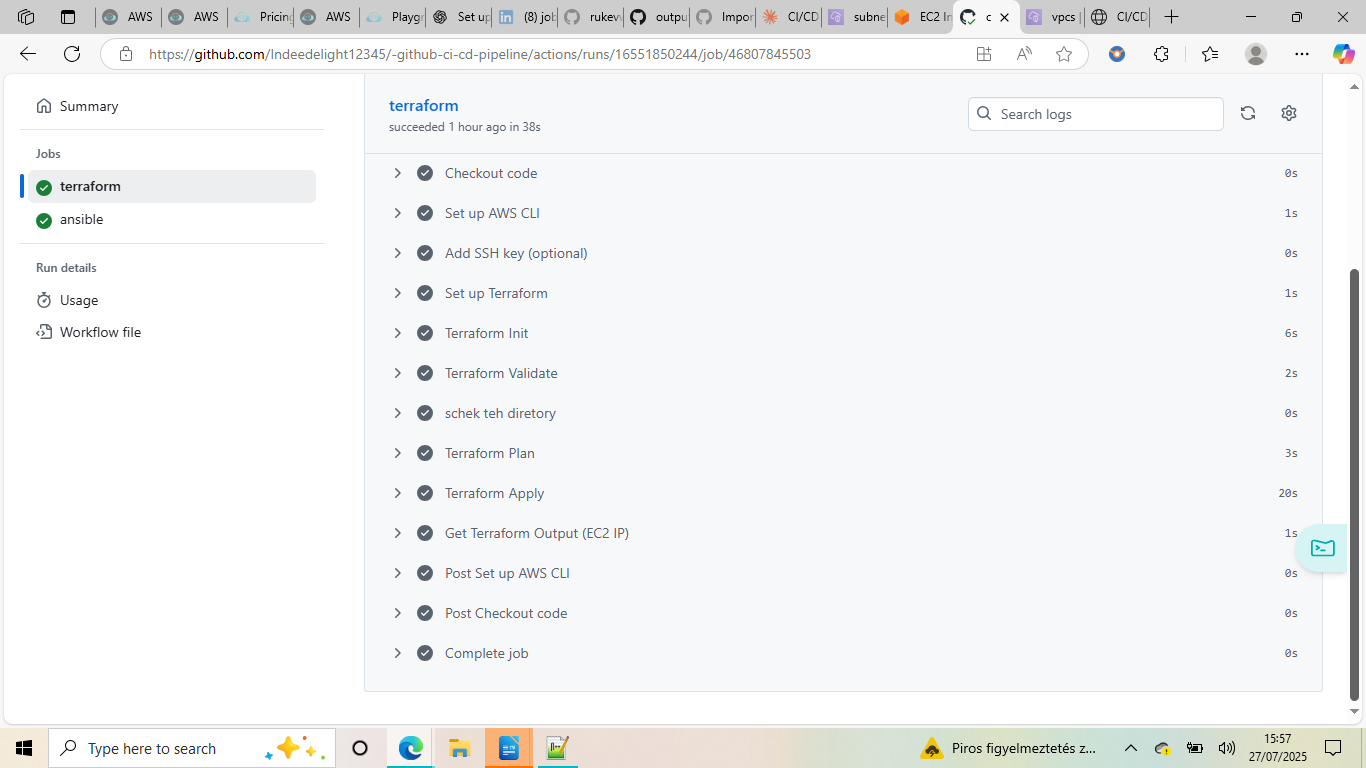 AWS
AWS
Pricing
AWS
Playgr
Set up
(8) job
rukev
outpu
Impor
CI/CD
subne
EC2 In
c
vpcs |
CI/CD
https://github.com/Indeedelight12345/-github-ci-cd-pipeline/actions/runs/16551850244/job/46807845503
Summary
Jobs
terraform
ansible
Run details
Usage
Workflow file
terraform
succeeded 1 hour ago in 38s
Search logs
Checkout code 0s
Set up AWS CLI 1s
Add SSH key (optional) 0s
Set up Terraform 1s
Terraform Init 6s
Terraform Validate 2s
schek teh diretory 0s
Terraform Plan 3s
Terraform Apply 20s
Get Terraform Output (EC2 IP) 1s
Post Set up AWS CLI 0s
Post Checkout code 0s
Complete job 0s
Type here to search
Piros figyelmeztetés z...
15:57
27/07/2025